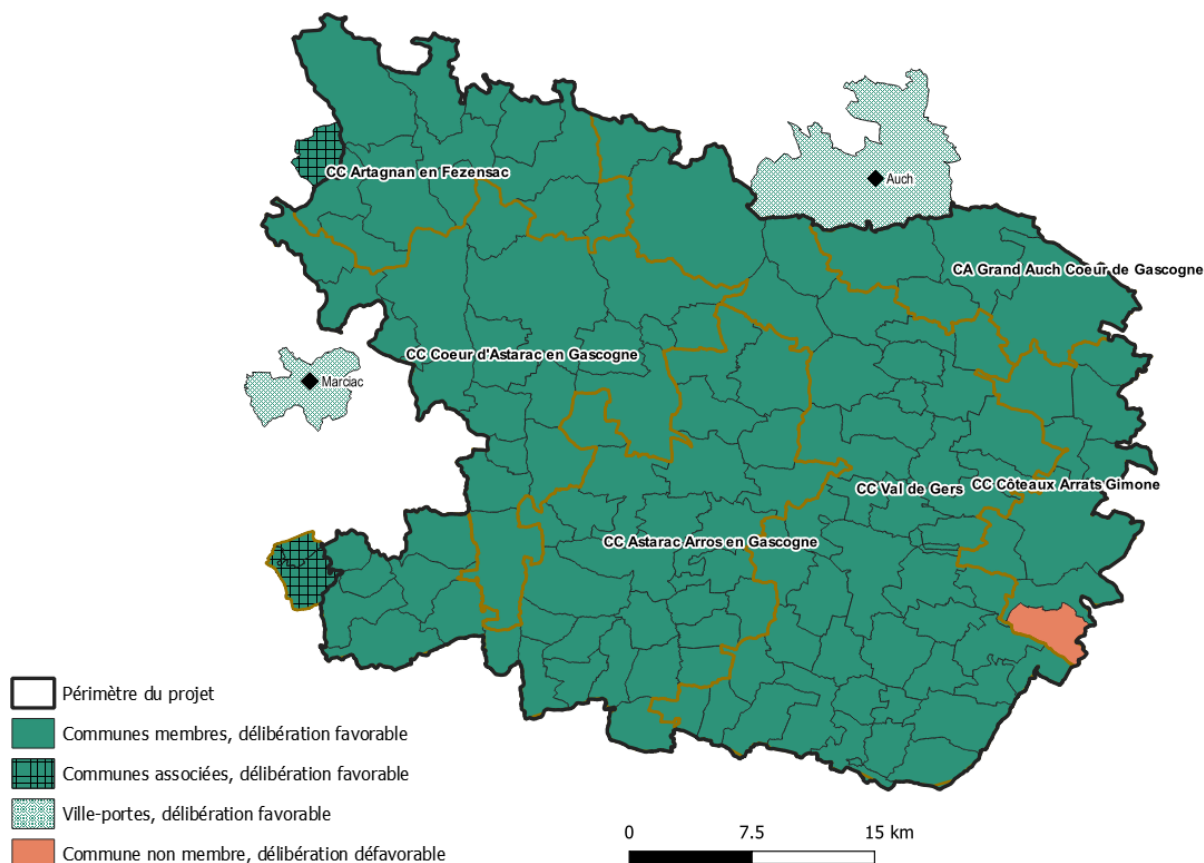 CC Artagnan en Fezensac
Auch
CA Grand Auch Coeur de Gascogne
CC Coeur d'Astarac en Gascogne
Marciac
CC Val de Gers
CC Côteaux Arrats Gimone
CC Astarac Arros en Gascogne
Périmètre du projet
Communes membres, délibération favorable
Communes associées, délibération favorable
Ville-portes, délibération favorable
Commune non membre, délibération défavorable
0 7.5 15 km